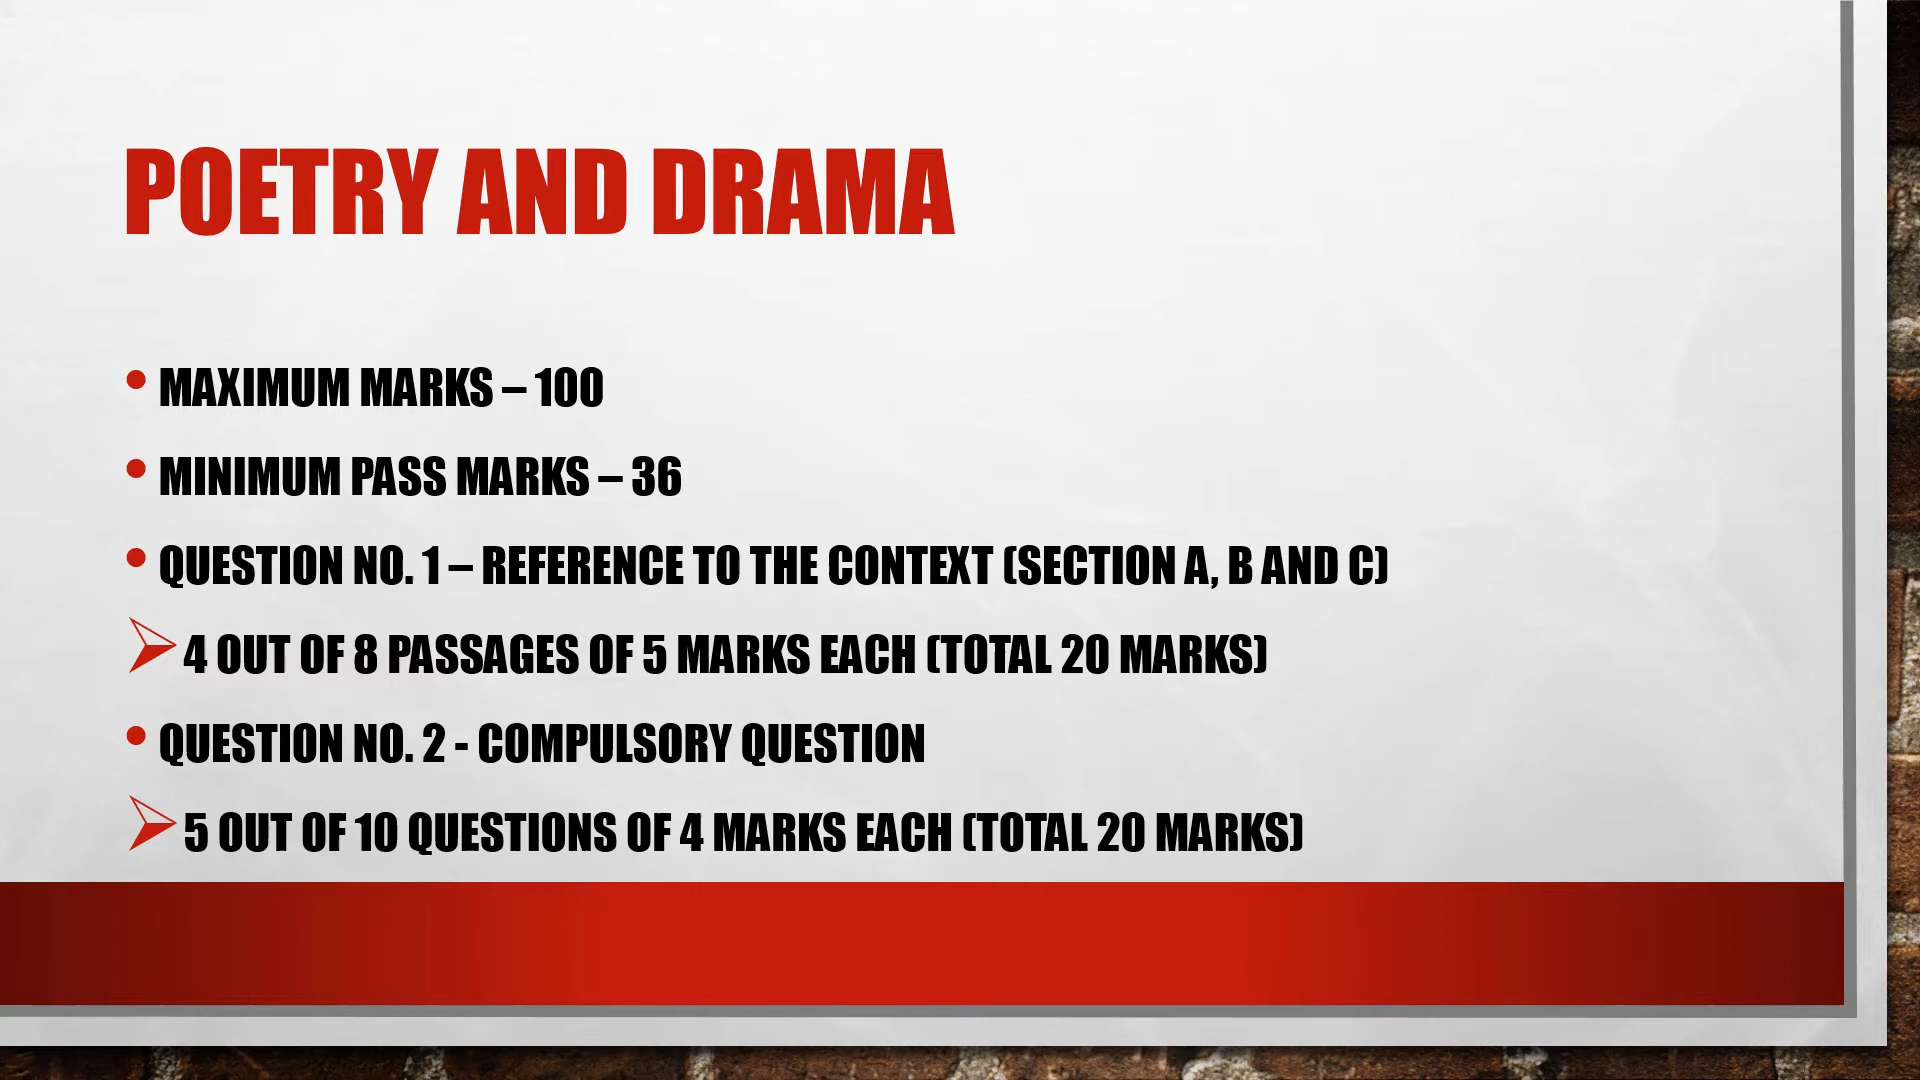 POETRY AND DRAMA
• MAXIMUM MARKS – 100
• MINIMUM PASS MARKS – 36
• QUESTION NO. 1 – REFERENCE TO THE CONTEXT (SECTION A, B AND C)
➢ 4 OUT OF 8 PASSAGES OF 5 MARKS EACH (TOTAL 20 MARKS)
• QUESTION NO. 2 - COMPULSORY QUESTION
➢ 5 OUT OF 10 QUESTIONS OF 4 MARKS EACH (TOTAL 20 MARKS)